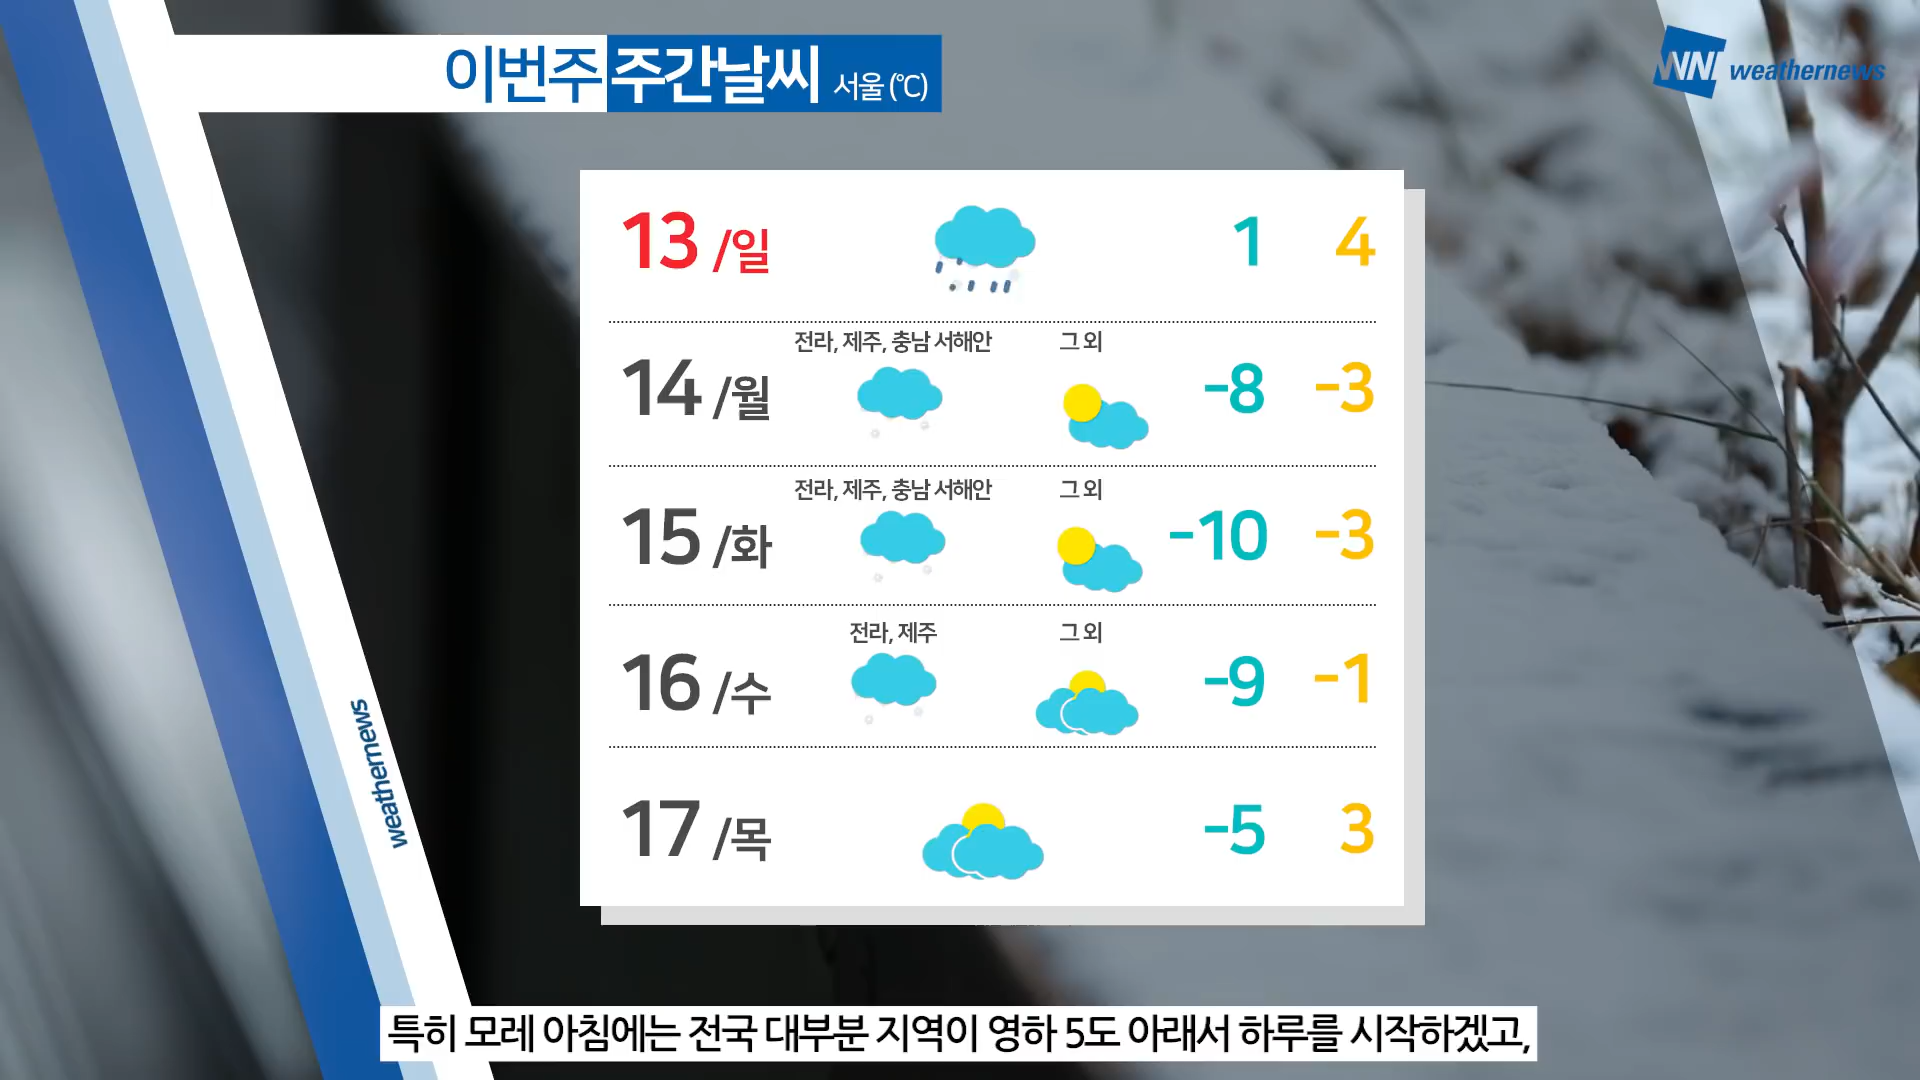 이번주 주간날씨 서울 (℃)
WN weathernews
13 /일 1 4
전라, 제주, 충남 서해안 그 외
14 /월 -8 -3
전라, 제주, 충남 서해안 그 외
15 /화 -10 -3
전라, 제주 그 외
16 /수 -9 -1
17 /목 -5 3
weathernews
특히 모레 아침에는 전국 대부분 지역이 영하 5도 아래서 하루를 시작하겠고,